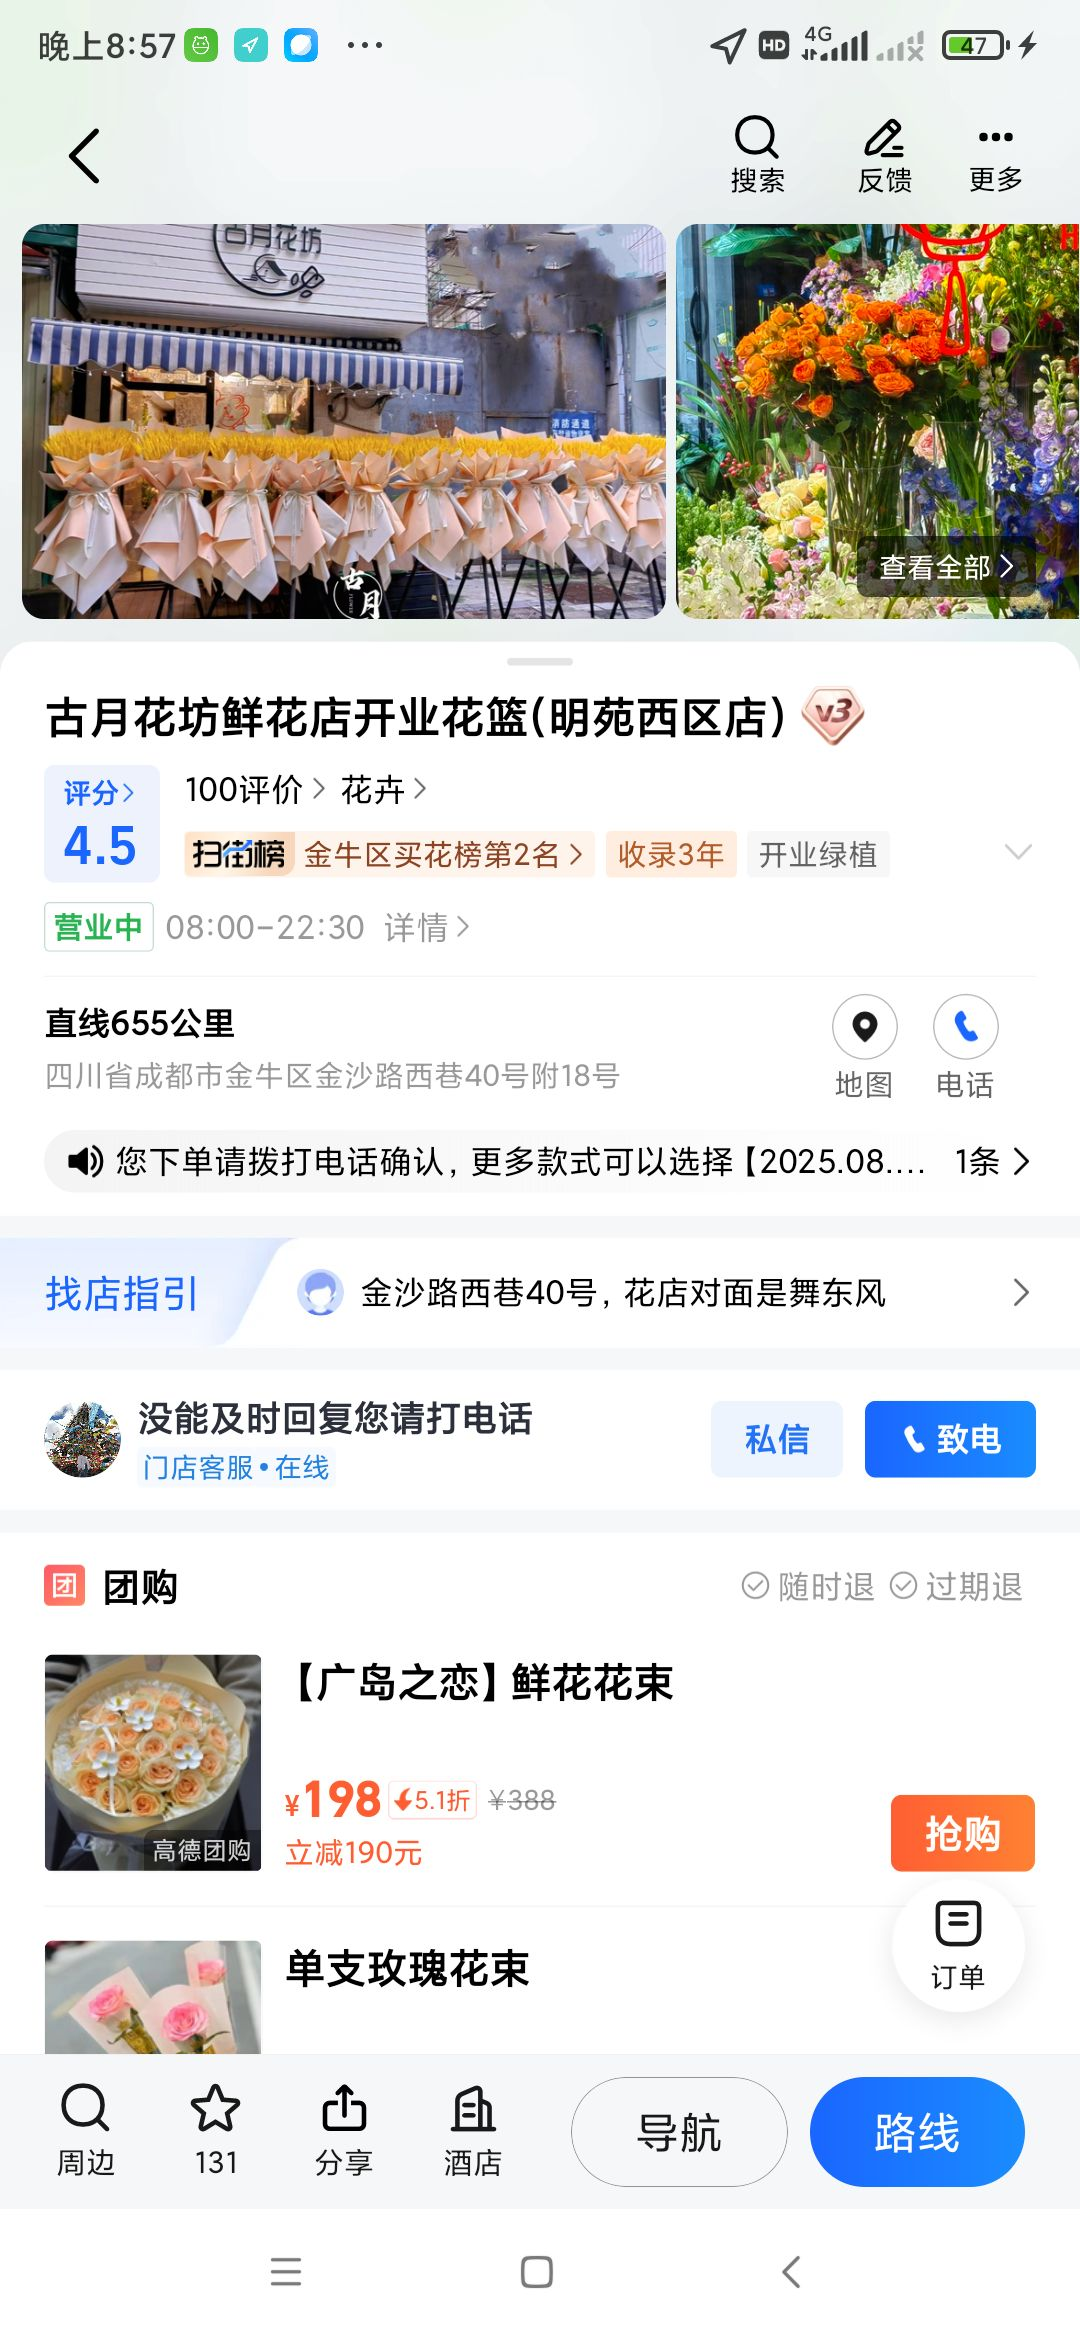 晚上8:57
HD
4G
47
搜索
反馈
更多
古月花坊
消防通道
古月
查看全部
古月花坊鲜花店开业花篮(明苑西区店)
v3
评分
4.5
100评价
花卉
扫街榜 金牛区买花榜第2名
收录3年
开业绿植
营业中
08:00-22:30 详情
直线655公里
四川省成都市金牛区金沙路西巷40号附18号
地图
电话
您下单请拨打电话确认，更多款式可以选择【2025.08....
1条
找店指引
金沙路西巷40号，花店对面是舞东风
没能及时回复您请打电话
门店客服•在线
私信
致电
团 团购
随时退
过期退
【广岛之恋】鲜花花束
高德团购
¥198
5.1折
¥388
立减190元
抢购
订单
单支玫瑰花束
周边
131
分享
酒店
导航
路线